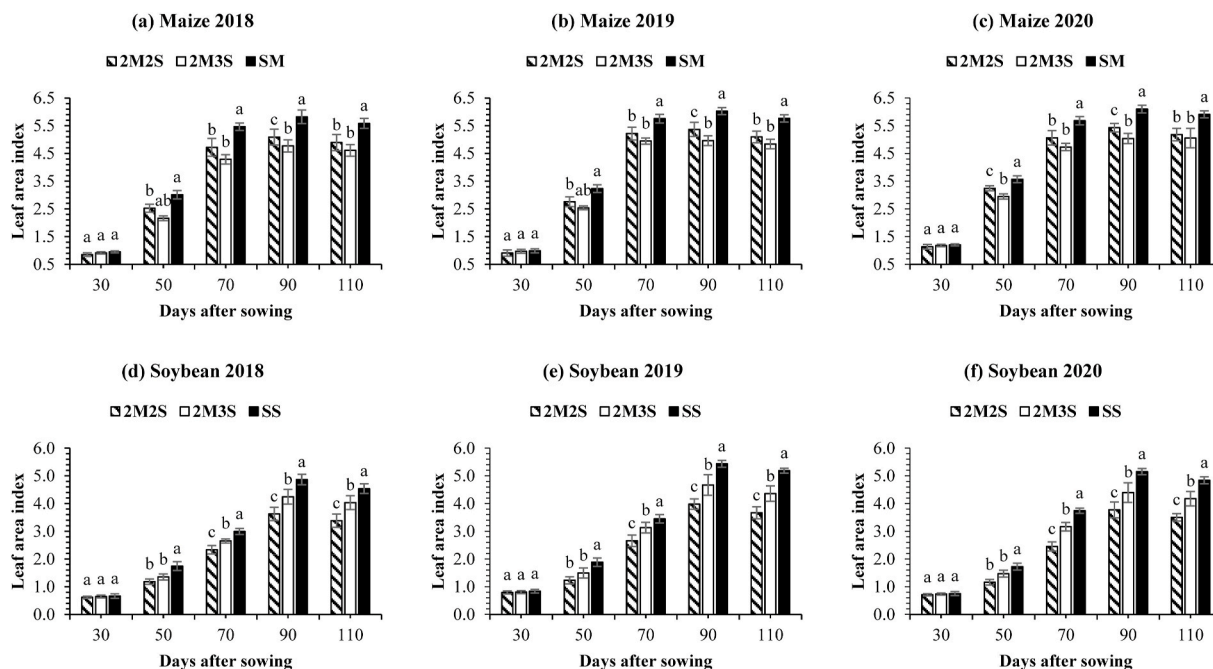 (a) Maize 2018
2M2S 2M3S SM
Leaf area index
6.5
5.5
4.5
3.5
2.5
1.5
0.5
a a a
b ab a
b b a
c b a
b b a
30 50 70 90 110
Days after sowing
(b) Maize 2019
2M2S 2M3S SM
Leaf area index
6.5
5.5
4.5
3.5
2.5
1.5
0.5
a a a
b ab a
b b a
c b a
b b a
30 50 70 90 110
Days after sowing
(c) Maize 2020
2M2S 2M3S SM
Leaf area index
6.5
5.5
4.5
3.5
2.5
1.5
0.5
a a a
c b a
b b a
c b a
b b a
30 50 70 90 110
Days after sowing
(d) Soybean 2018
2M2S 2M3S SS
Leaf area index
6.0
5.0
4.0
3.0
2.0
1.0
0.0
a a a
b b a
c b a
c b a
c b a
30 50 70 90 110
Days after sowing
(e) Soybean 2019
2M2S 2M3S SS
Leaf area index
6.0
5.0
4.0
3.0
2.0
1.0
0.0
a a a
c b a
c b a
c b a
c b a
30 50 70 90 110
Days after sowing
(f) Soybean 2020
2M2S 2M3S SS
Leaf area index
6.0
5.0
4.0
3.0
2.0
1.0
0.0
a a a
c b a
c b a
c b a
c b a
30 50 70 90 110
Days after sowing